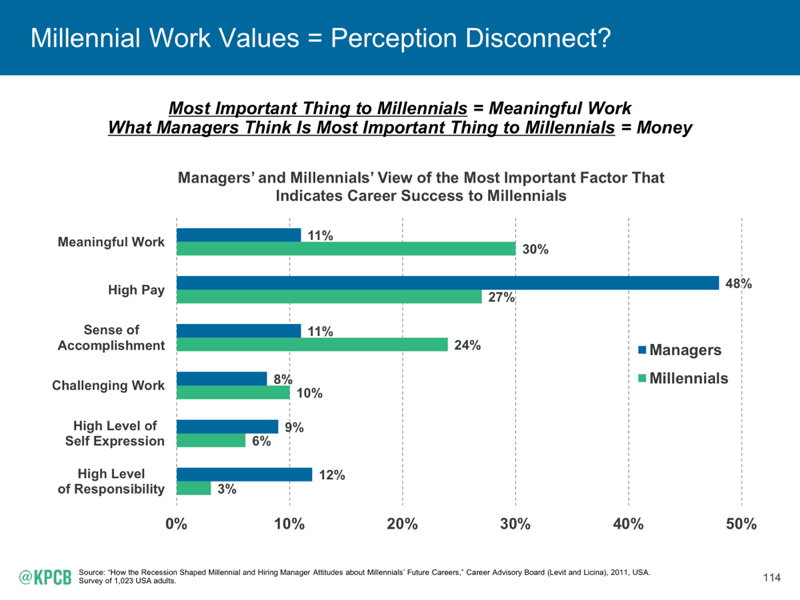 Millennial Work Values = Perception Disconnect?
Most Important Thing to Millennials = Meaningful Work
What Managers Think Is Most Important Thing to Millennials = Money
Managers’ and Millennials’ View of the Most Important Factor That
Indicates Career Success to Millennials
Meaningful Work
11%
30%
High Pay
48%
27%
Sense of
Accomplishment
11%
24%
Challenging Work
8%
10%
High Level of
Self Expression
9%
6%
High Level
of Responsibility
12%
3%
Managers
Millennials
0% 10% 20% 30% 40% 50%
@KPCB
Source: “How the Recession Shaped Millennial and Hiring Manager Attitudes about Millennials’ Future Careers,” Career Advisory Board (Levit and Licina), 2011, USA.
Survey of 1,023 USA adults.
114